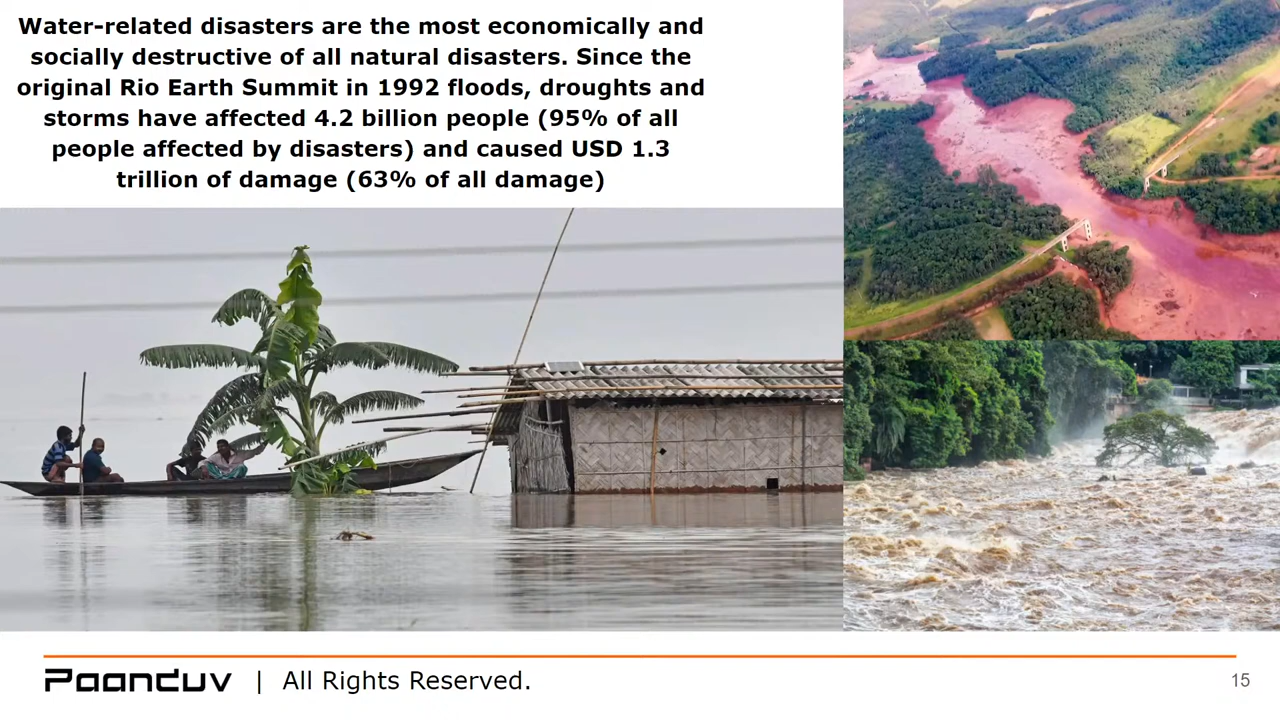 Water-related disasters are the most economically and
socially destructive of all natural disasters. Since the
original Rio Earth Summit in 1992 floods, droughts and
storms have affected 4.2 billion people (95% of all
people affected by disasters) and caused USD 1.3
trillion of damage (63% of all damage)
Paanduv | All Rights Reserved.
15